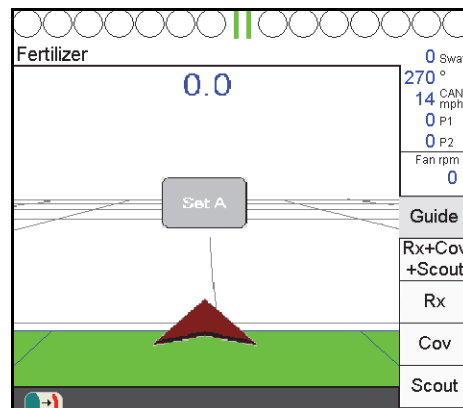 Fertilizer
0.0
0 Swa
270 °
14 CAN mph
0 P1
0 P2
Fan rpm
0
Set A
Guide
Rx+Cov
+Scout
Rx
Cov
Scout